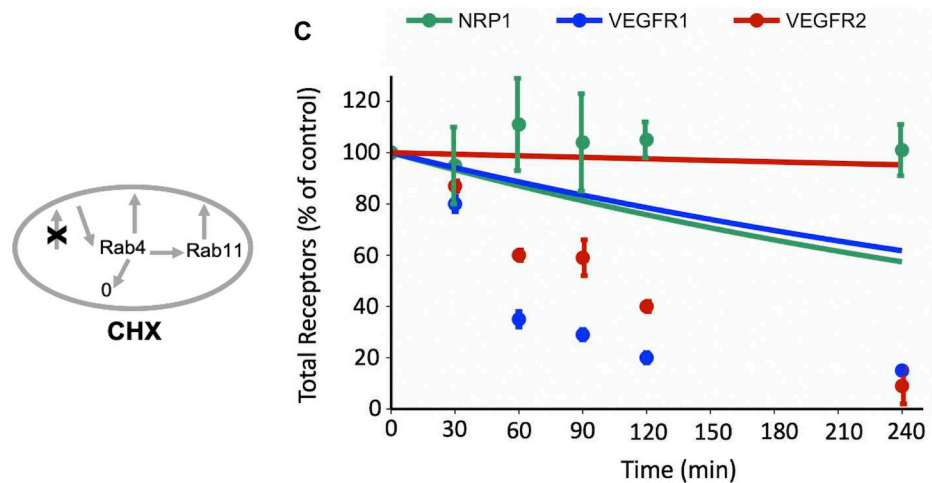 C
NRP1 VEGFR1 VEGFR2
Total Receptors (% of control)
120
100
80
60
40
20
0
0 30 60 90 120 150 180 210 240
Time (min)
X
Rab4 Rab11
0
CHX